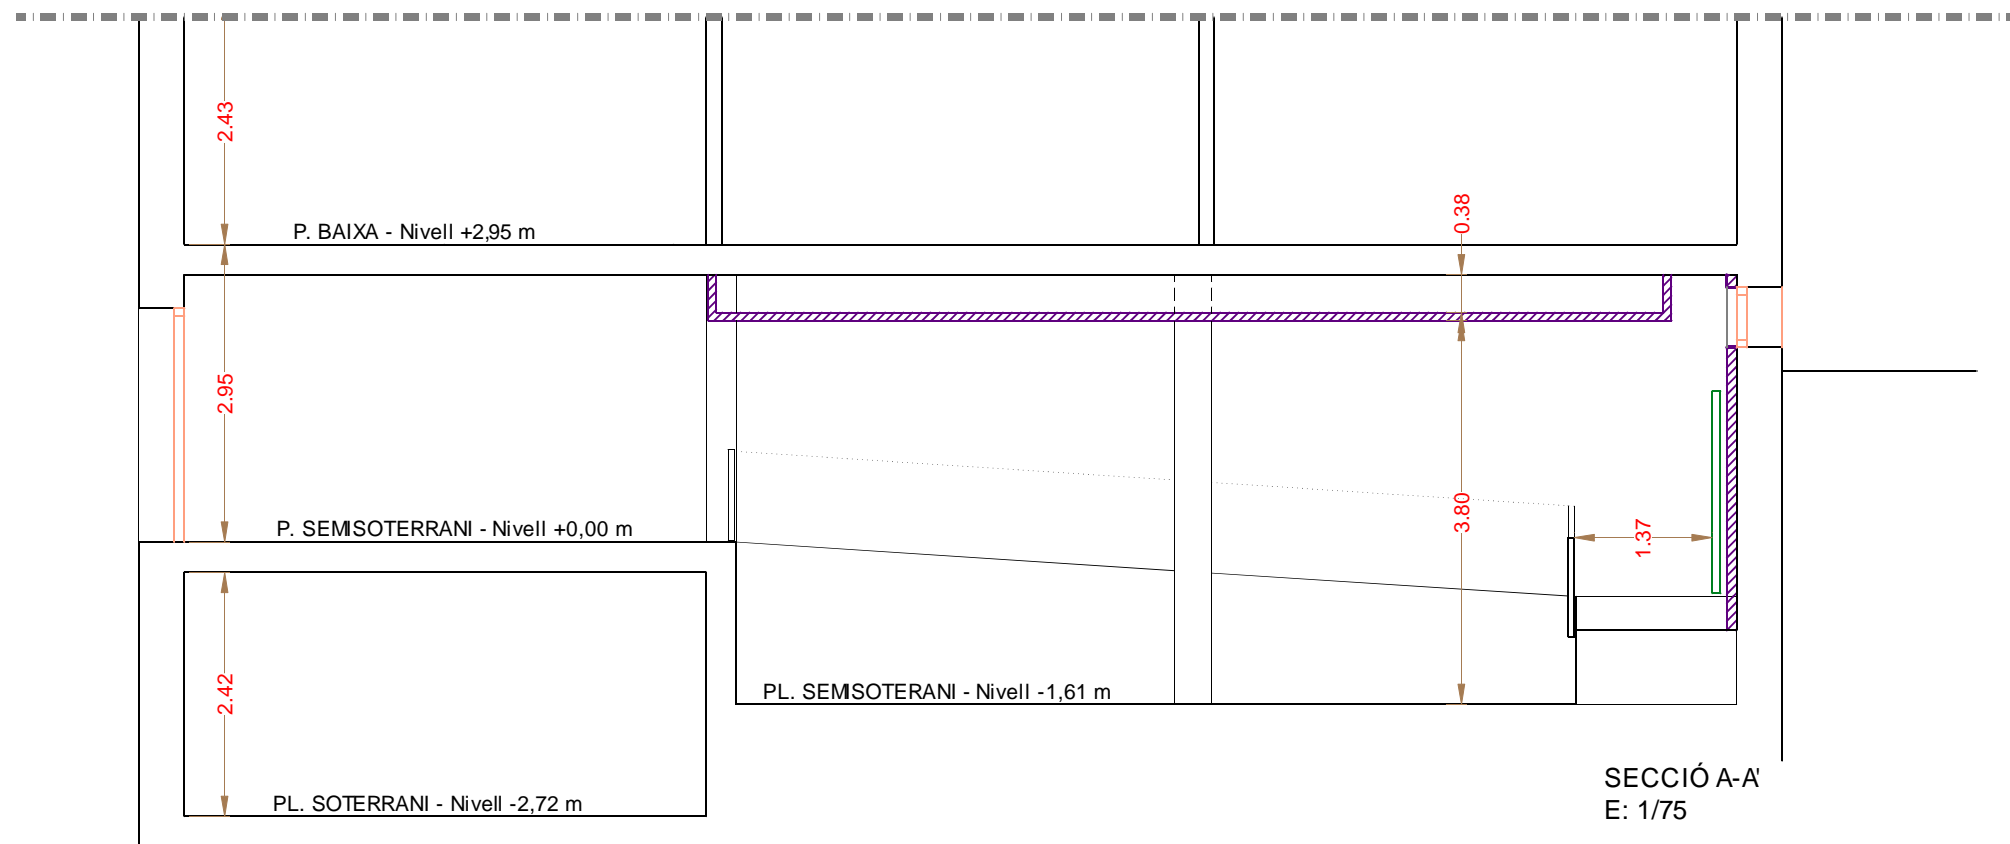 2.43
0.38
P. BAIXA - Nivell +2,95 m
2.95
3.80
P. SEMISOTERRANI - Nivell +0,00 m
1.37
2.42
PL. SEMISOTERANI - Nivell -1,61 m
SECCIÓ A-A'
PL. SOTERRANI - Nivell -2,72 m
E: 1/75